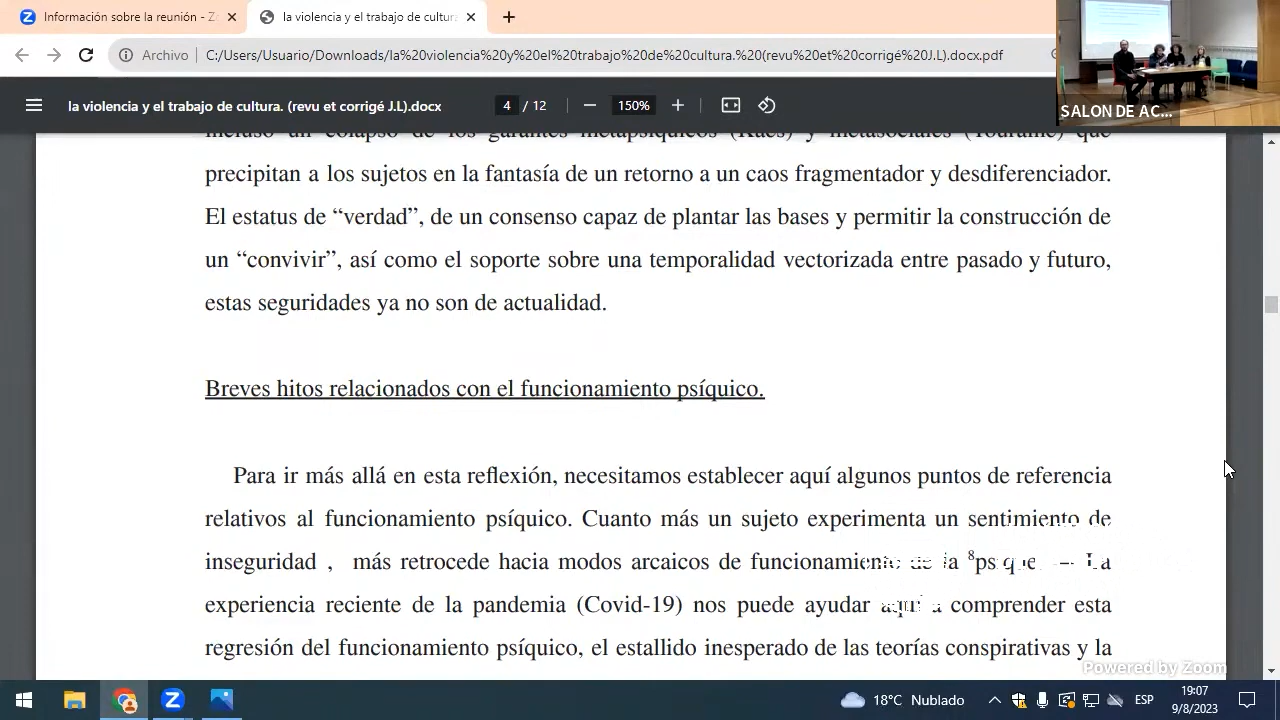 Información sobre la reunión - Zo
la violencia y el trabajo de cultura
Archivo
C:/Users/Usuario/Downloads/la%20violencia%20y%20el%20trabajo%20de%20cultura.%20(revu%20et%20corrigé%20J.L).docx.pdf
SALON DE AC...
la violencia y el trabajo de cultura. (revu et corrigé J.L).docx
4 / 12
150%
precipitan a los sujetos en la fantasía de un retorno a un caos fragmentador y desdiferenciador.
El estatus de “verdad”, de un consenso capaz de plantar las bases y permitir la construcción de
un “convivir”, así como el soporte sobre una temporalidad vectorizada entre pasado y futuro,
estas seguridades ya no son de actualidad.
Breves hitos relacionados con el funcionamiento psíquico.
Para ir más allá en esta reflexión, necesitamos establecer aquí algunos puntos de referencia
relativos al funcionamiento psíquico. Cuanto más un sujeto experimenta un sentimiento de
inseguridad , más retrocede hacia modos arcaicos de funcionamiento de la 8 La
experiencia reciente de la pandemia (Covid-19) nos puede ayudar aquí a comprender esta
regresión del funcionamiento psíquico, el estallido inesperado de las teorías conspirativas y la
Powered by Zoom
18°C Nublado
ESP
19:07
9/8/2023